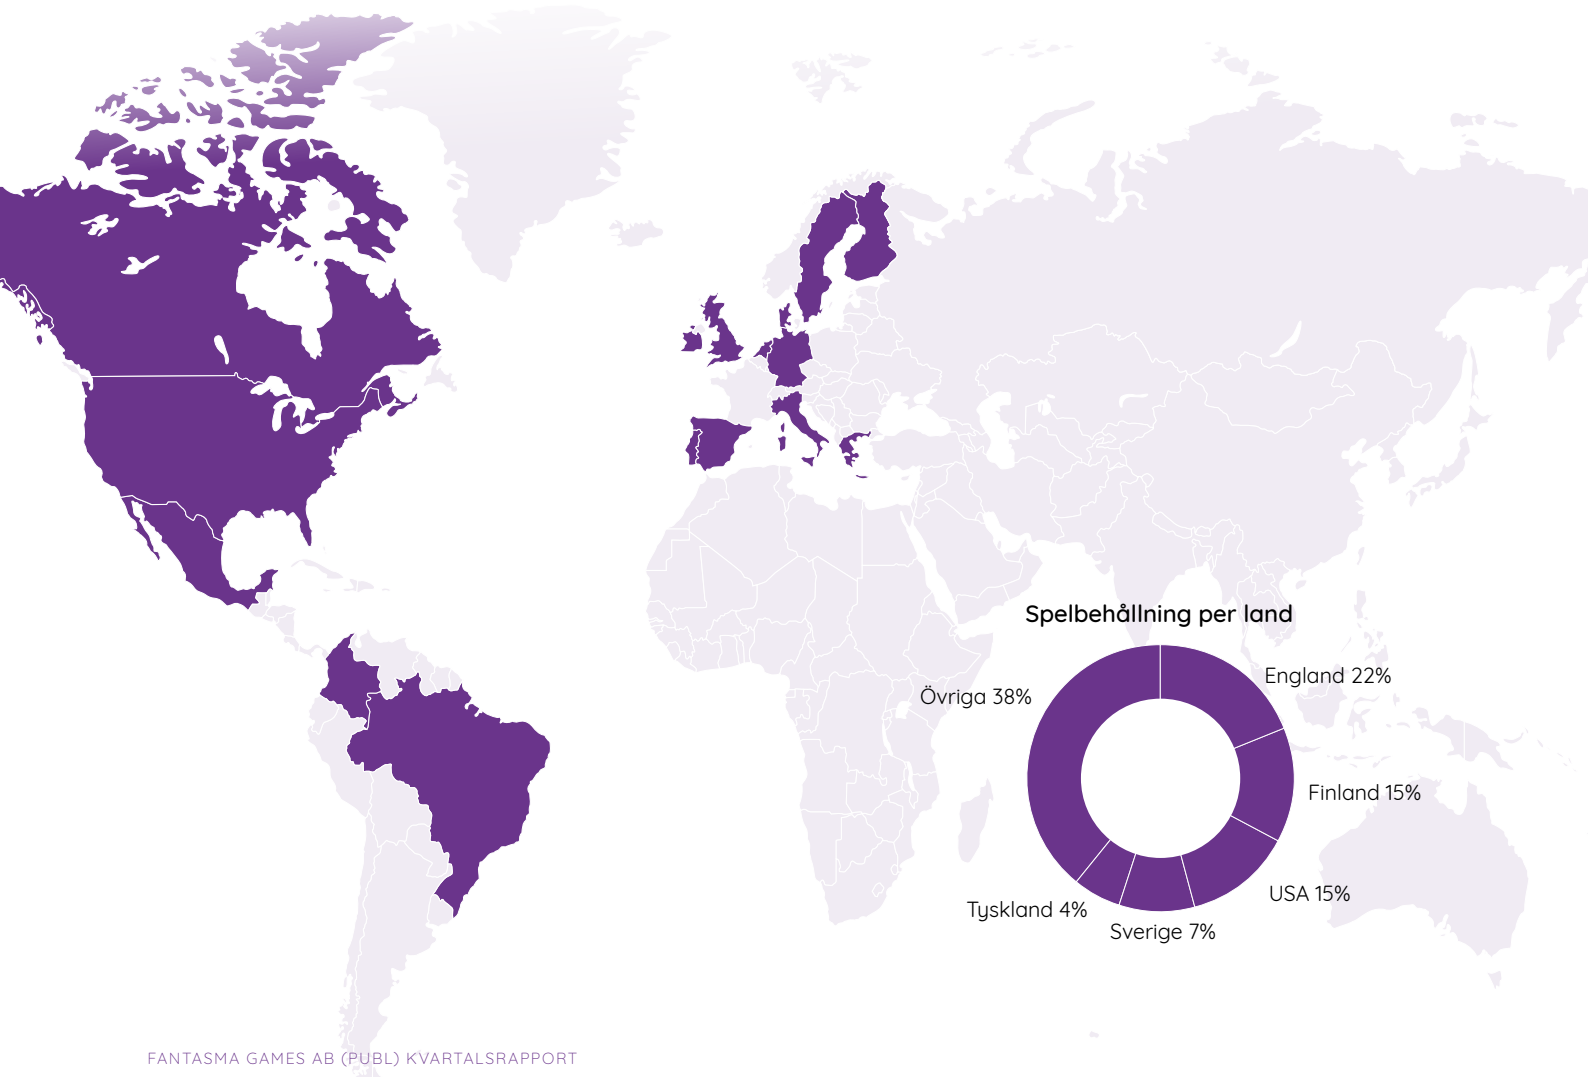 Spelbehållning per land
England 22%
Övriga 38%
Finland 15%
USA 15%
Tyskland 4%
Sverige 7%
FANTASMA GAMES AB (PUBL) KVARTALSRAPPORT